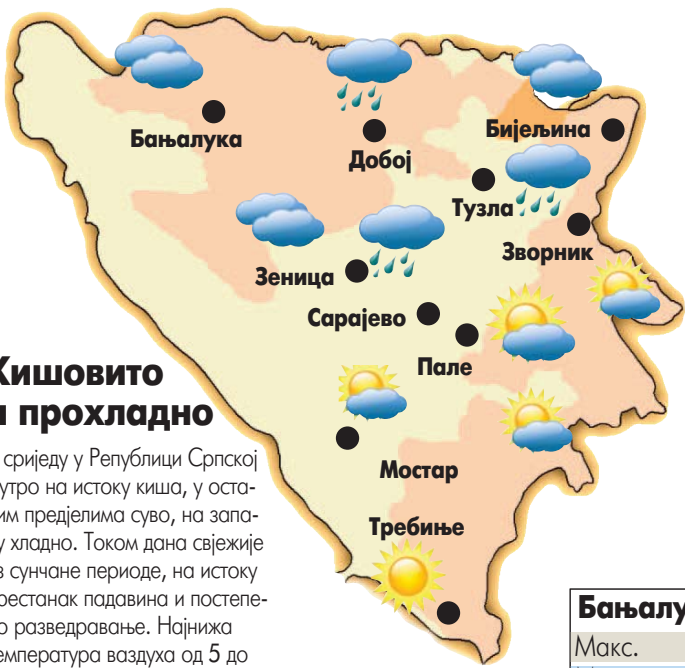 Бањалука
Добој
Бијељина
Тузла
Зворник
Зеница
Сарајево
Пале
Мостар
Требиње
Кишовито
и прохладно
сриједу у Републици Српској
утро на истоку киша, у оста-
им предјелима суво, на запа-
у хладно. Током дана свјежије
з сунчане периоде, на истоку
рестанак падавина и постепе-
о разведравање. Најнижа
емпература ваздуха од 5 до
Бањалу
Макс.